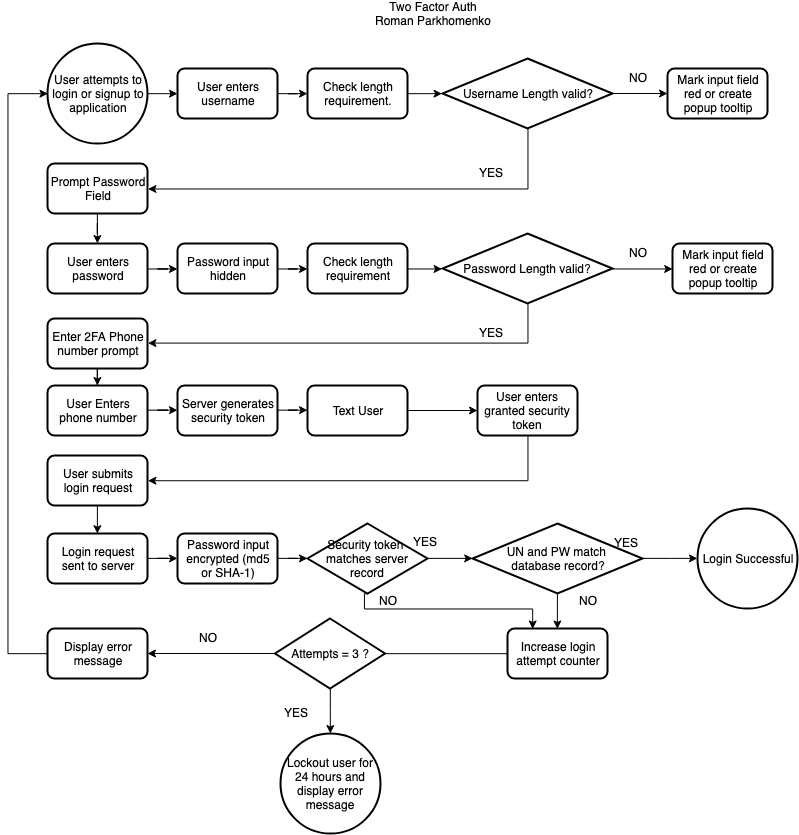 Two Factor Auth
Roman Parkhomenko
User attempts to
login or signup to
application
User enters
username
Check length
requirement.
Username Length valid?
NO
Mark input field
red or create
popup tooltip
YES
Prompt Password
Field
User enters
password
Password input
hidden
Check length
requirement
Password Length valid?
NO
Mark input field
red or create
popup tooltip
YES
Enter 2FA Phone
number prompt
User Enters
phone number
Server generates
security token
Text User
User enters
granted security
token
User submits
login request
Login request
sent to server
Password input
encrypted (md5
or SHA-1)
Security token
matches server
record
YES
UN and PW match
database record?
YES
Login Successful
NO
NO
Display error
message
NO
Attempts = 3 ?
Increase login
attempt counter
YES
Lockout user for
24 hours and
display error
message